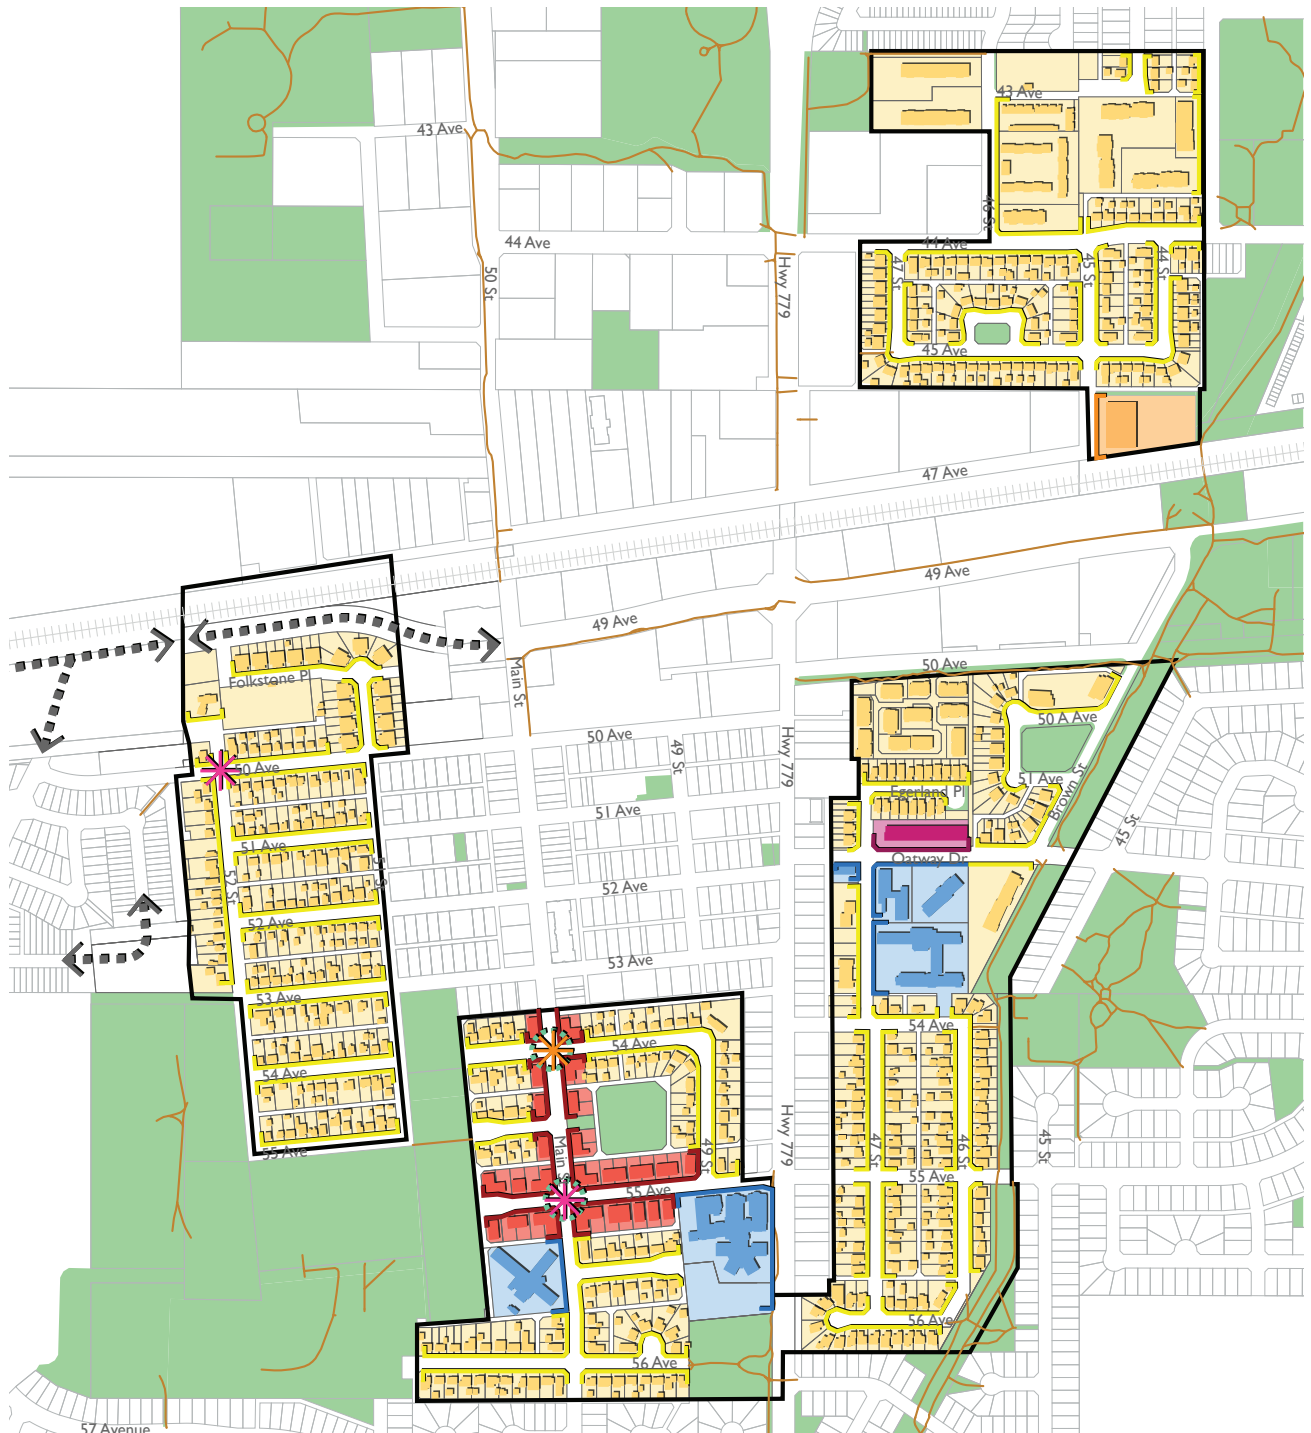 43 Ave
43 Ave
46 St
44 Ave
44 Ave
50 St
Hwy 779
47 St
45 St
44 St
45 Ave
47 Ave
49 Ave
49 Ave
50 Ave
Main St
Folkstone Pl
50 A Ave
50 Ave
49 St
Hwy 779
50 Ave
51 Ave
Egerland Pl
Brown St
51 Ave
45 St
51 Ave
Oatway Dr
52 St
52 Ave
52 Ave
53 Ave
53 Ave
54 Ave
54 Ave
54 Ave
Hwy 779
Main St
49 St
47 St
46 St
45 St
55 Ave
55 Ave
55 Ave
56 Ave
56 Ave
57 Avenue